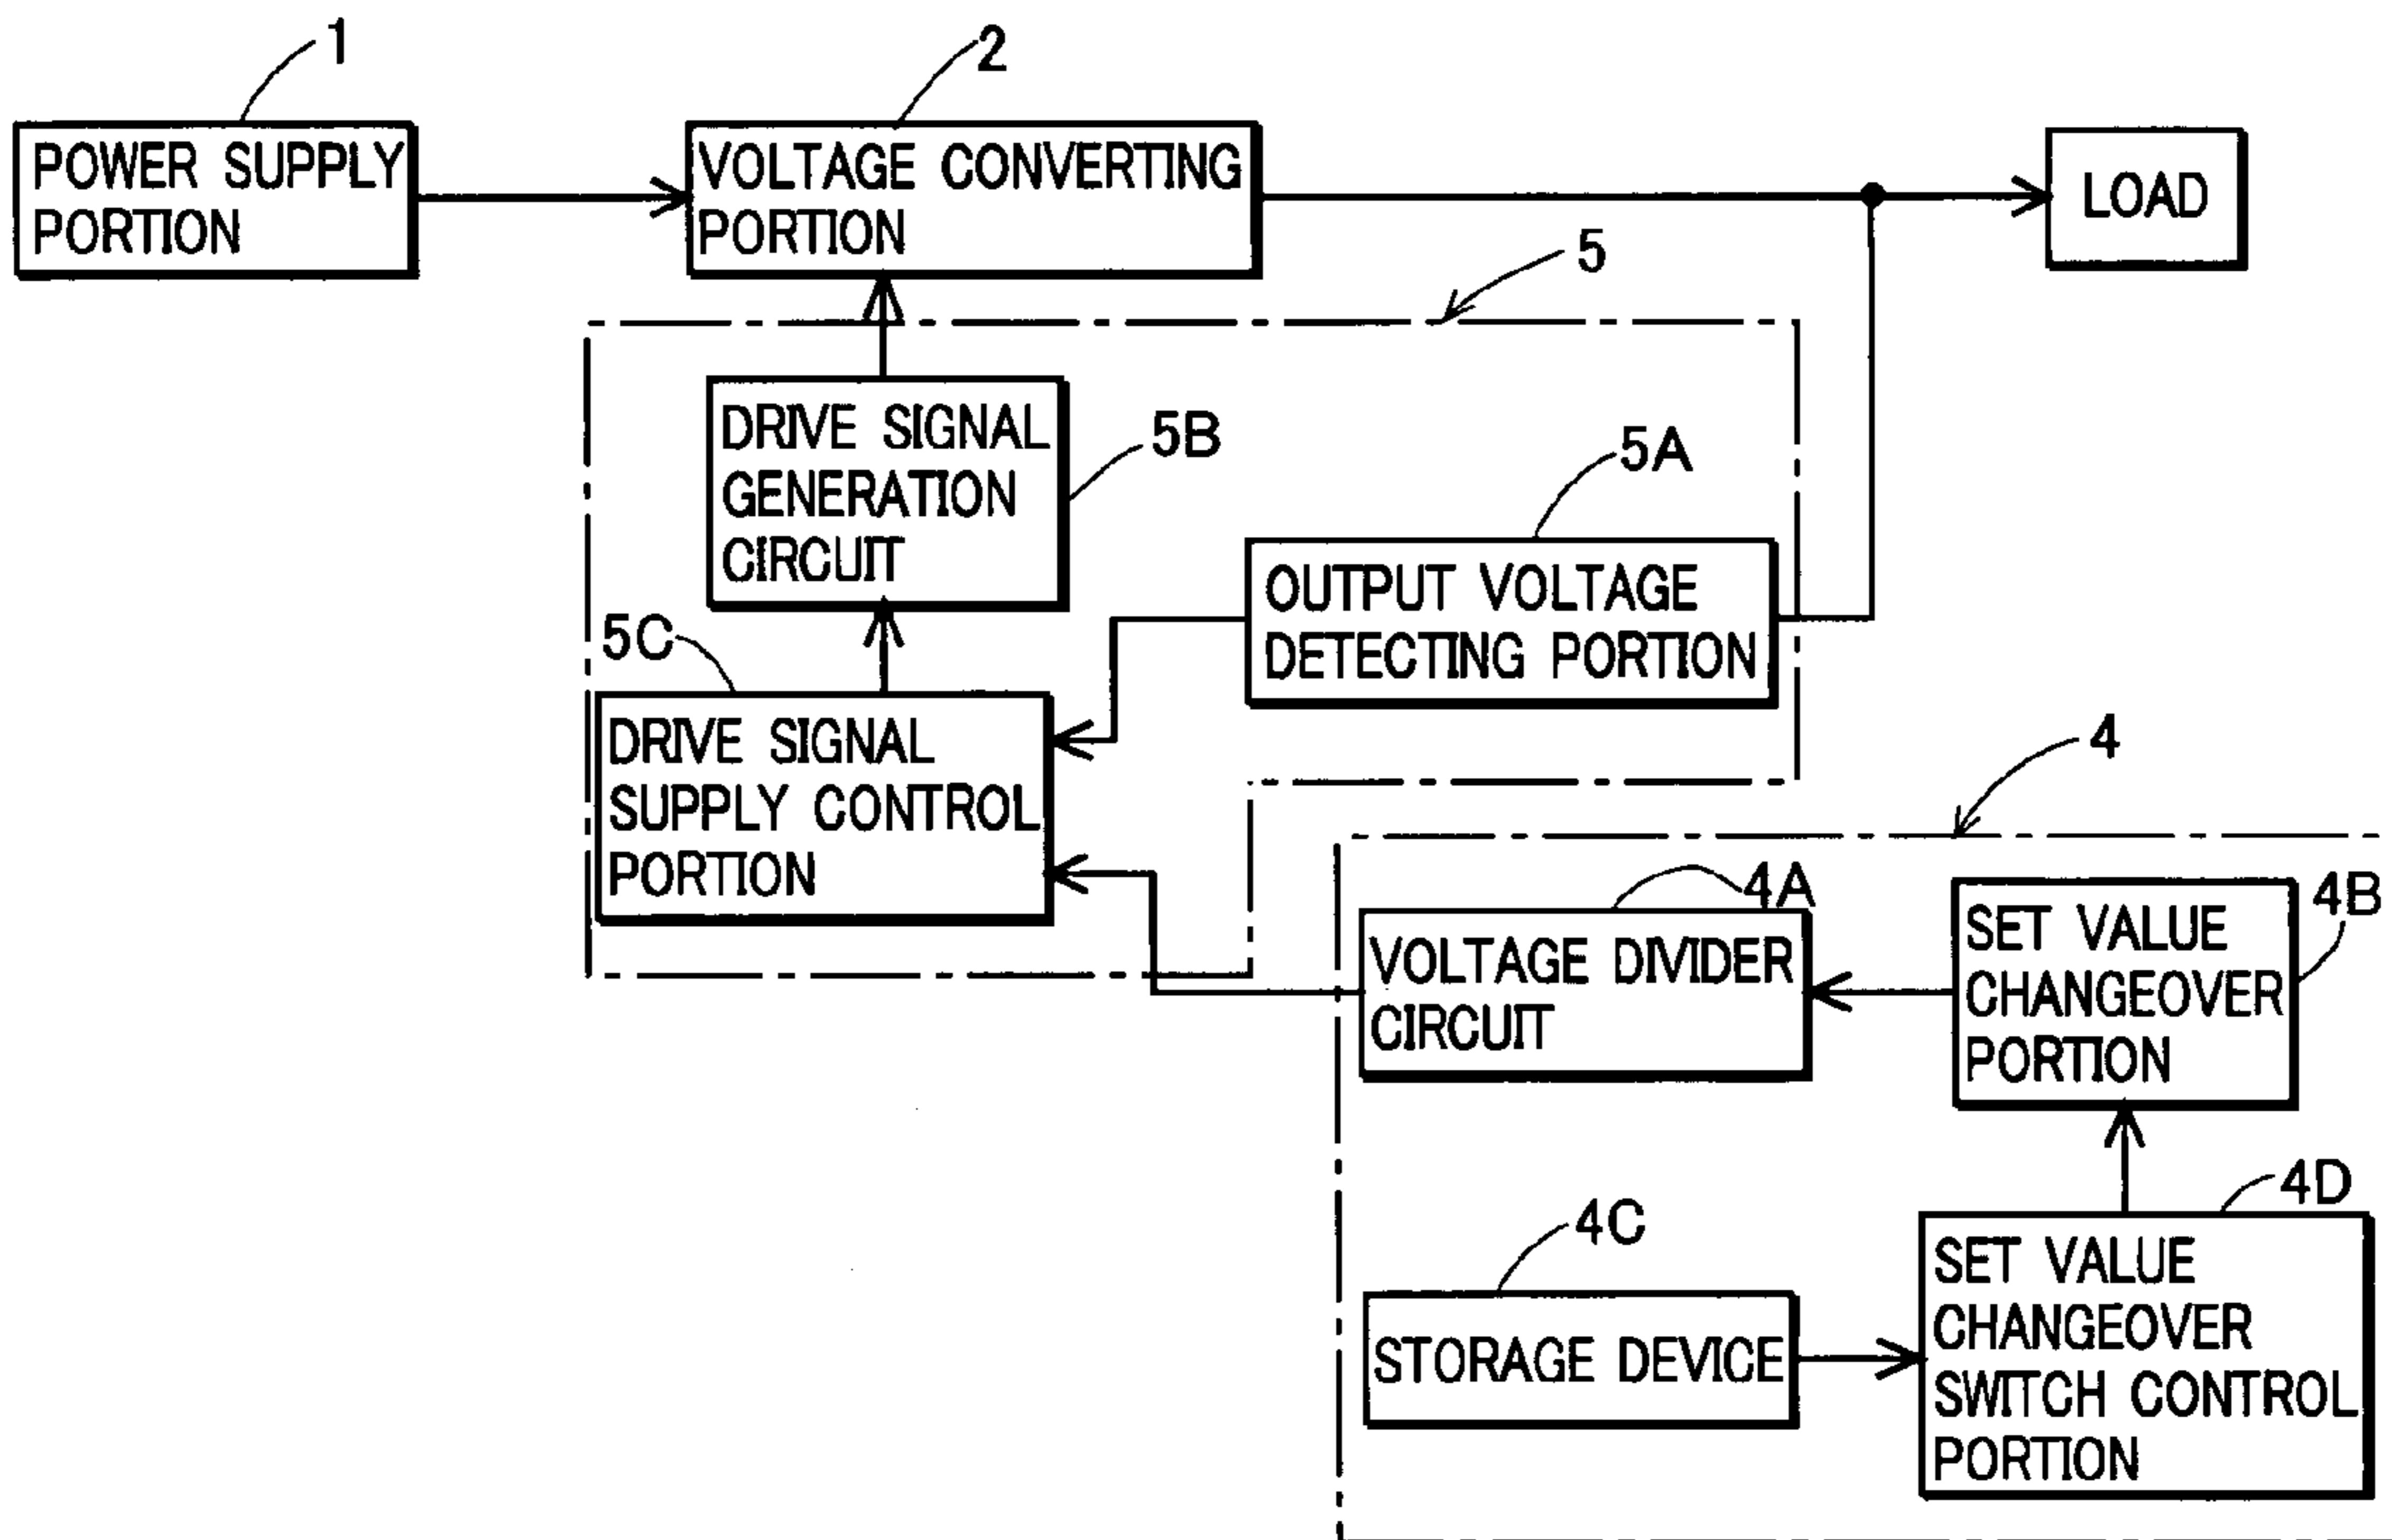 1
2
POWER SUPPLY
PORTION
VOLTAGE CONVERTING
PORTION
LOAD
5
DRIVE SIGNAL
GENERATION
CIRCUIT
5B
5A
OUTPUT VOLTAGE
DETECTING PORTION
5C
DRIVE SIGNAL
SUPPLY CONTROL
PORTION
4
4A
VOLTAGE DIVIDER
CIRCUIT
4B
SET VALUE
CHANGEOVER
PORTION
4C
STORAGE DEVICE
4D
SET VALUE
CHANGEOVER
SWITCH CONTROL
PORTION